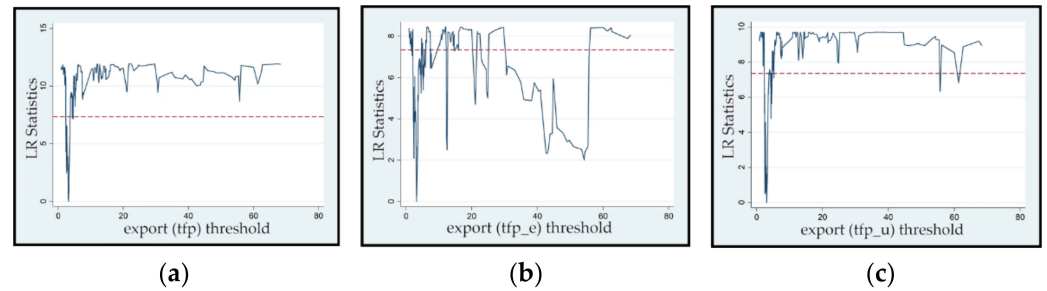 LR Statistics
15
10
5
0
0 20 40 60 80
export (tfp) threshold
(a)
LR Statistics
8
6
4
2
0
0 20 40 60 80
export (tfp_e) threshold
(b)
LR Statistics
10
8
6
4
2
0
0 20 40 60 80
export (tfp_u) threshold
(c)